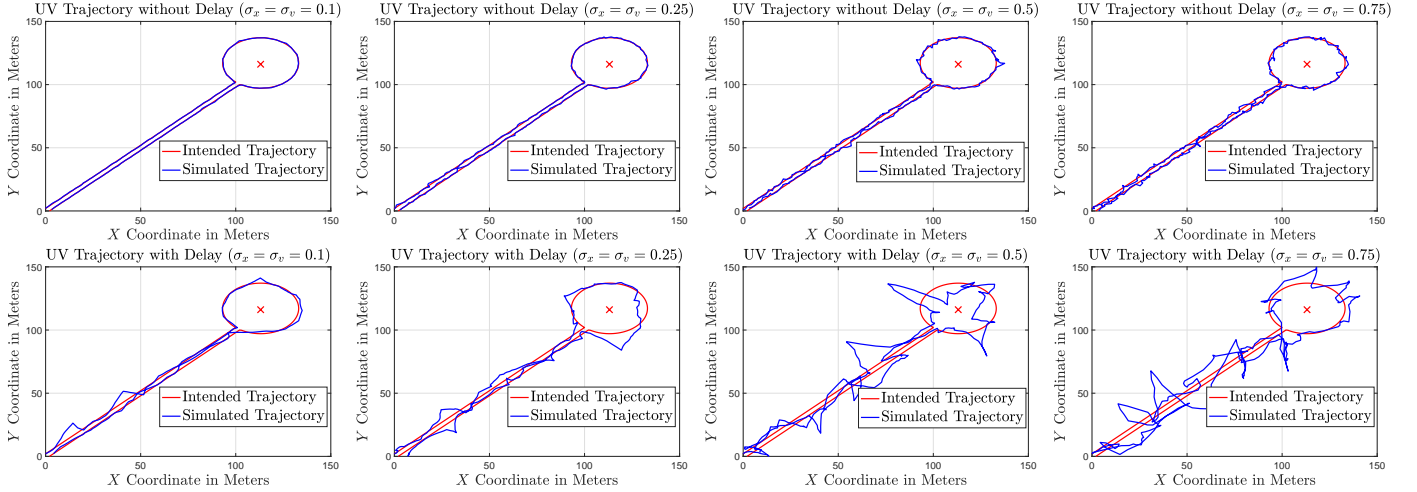 UV Trajectory without Delay (σx = σv = 0.1)
150
100
50
0
Y Coordinate in Meters
0 50 100 150
X Coordinate in Meters
Intended Trajectory
Simulated Trajectory
UV Trajectory without Delay (σx = σv = 0.25)
150
100
50
0
Y Coordinate in Meters
0 50 100 150
X Coordinate in Meters
Intended Trajectory
Simulated Trajectory
UV Trajectory without Delay (σx = σv = 0.5)
150
100
50
0
Y Coordinate in Meters
0 50 100 150
X Coordinate in Meters
Intended Trajectory
Simulated Trajectory
UV Trajectory without Delay (σx = σv = 0.75)
150
100
50
0
Y Coordinate in Meters
0 50 100 150
X Coordinate in Meters
Intended Trajectory
Simulated Trajectory
UV Trajectory with Delay (σx = σv = 0.1)
150
100
50
0
Y Coordinate in Meters
0 50 100 150
X Coordinate in Meters
Intended Trajectory
Simulated Trajectory
UV Trajectory with Delay (σx = σv = 0.25)
150
100
50
0
Y Coordinate in Meters
0 50 100 150
X Coordinate in Meters
Intended Trajectory
Simulated Trajectory
UV Trajectory with Delay (σx = σv = 0.5)
150
100
50
0
Y Coordinate in Meters
0 50 100 150
X Coordinate in Meters
Intended Trajectory
Simulated Trajectory
UV Trajectory with Delay (σx = σv = 0.75)
150
100
50
0
Y Coordinate in Meters
0 50 100 150
X Coordinate in Meters
Intended Trajectory
Simulated Trajectory